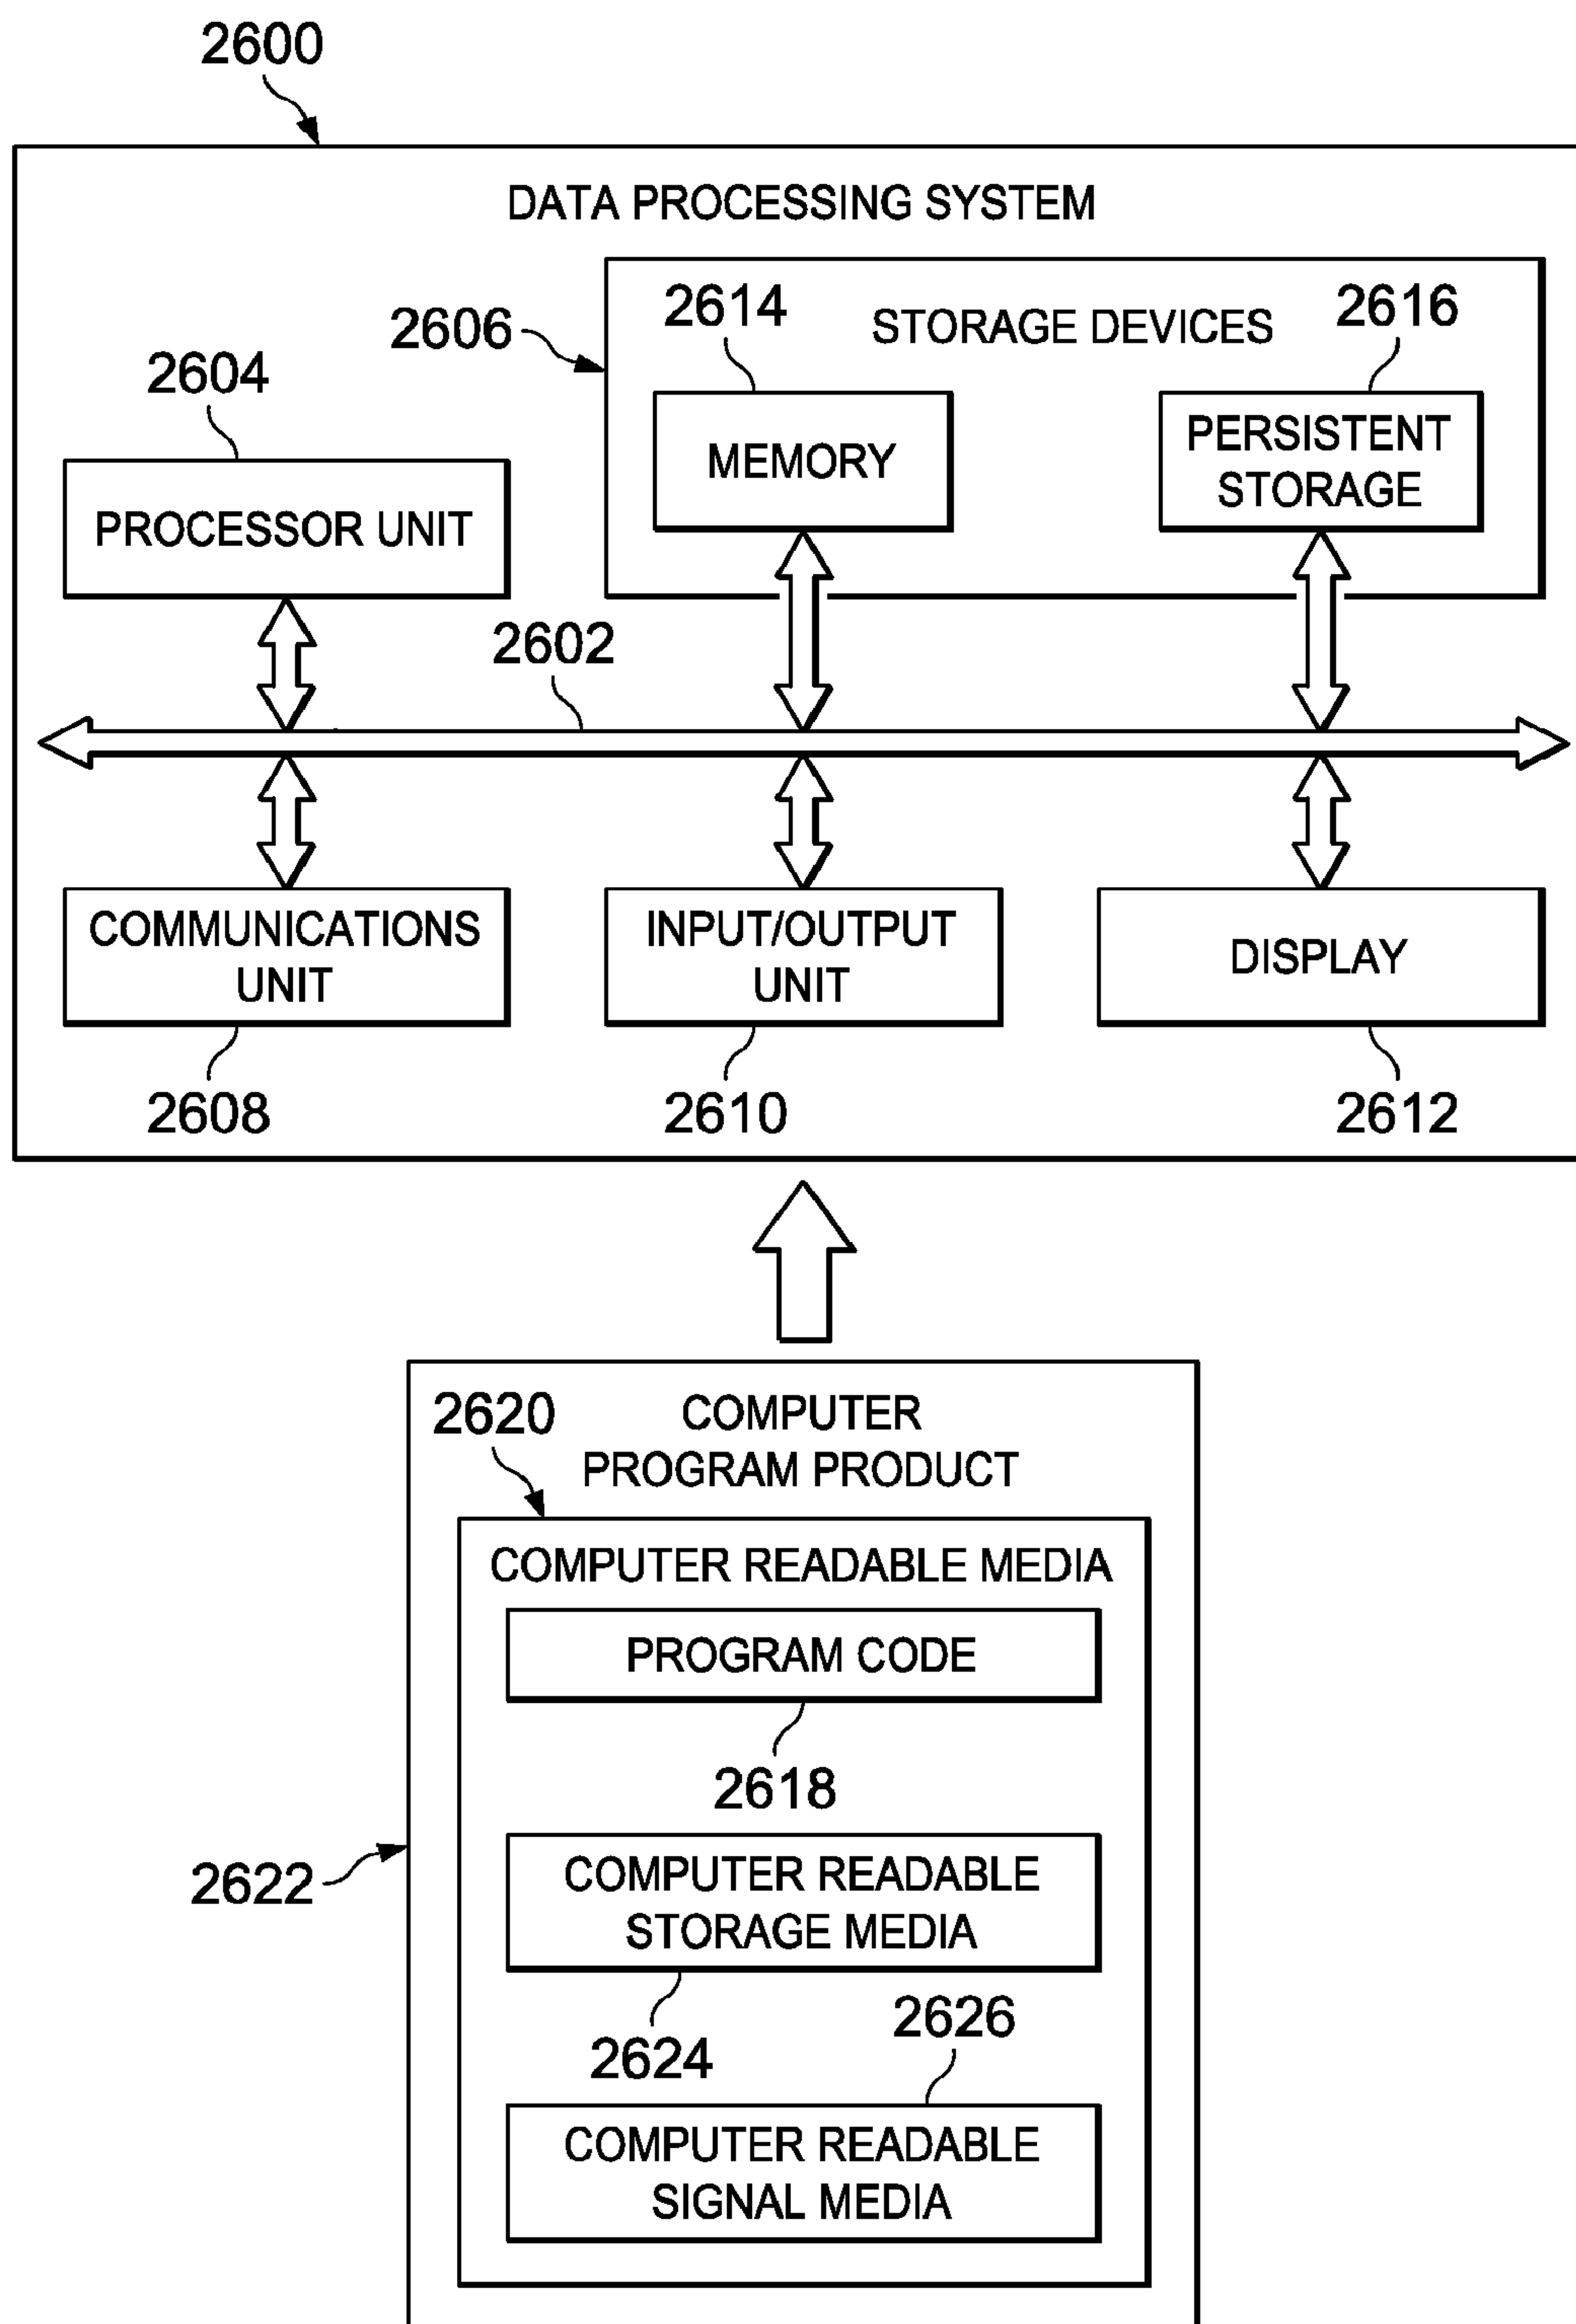 2600
DATA PROCESSING SYSTEM
2606
2614
STORAGE DEVICES
2616
2604
MEMORY
PERSISTENT
STORAGE
PROCESSOR UNIT
2602
COMMUNICATIONS
UNIT
INPUT/OUTPUT
UNIT
DISPLAY
2608
2610
2612
2620
COMPUTER
PROGRAM PRODUCT
COMPUTER READABLE MEDIA
PROGRAM CODE
2618
2622
COMPUTER READABLE
STORAGE MEDIA
2624
2626
COMPUTER READABLE
SIGNAL MEDIA